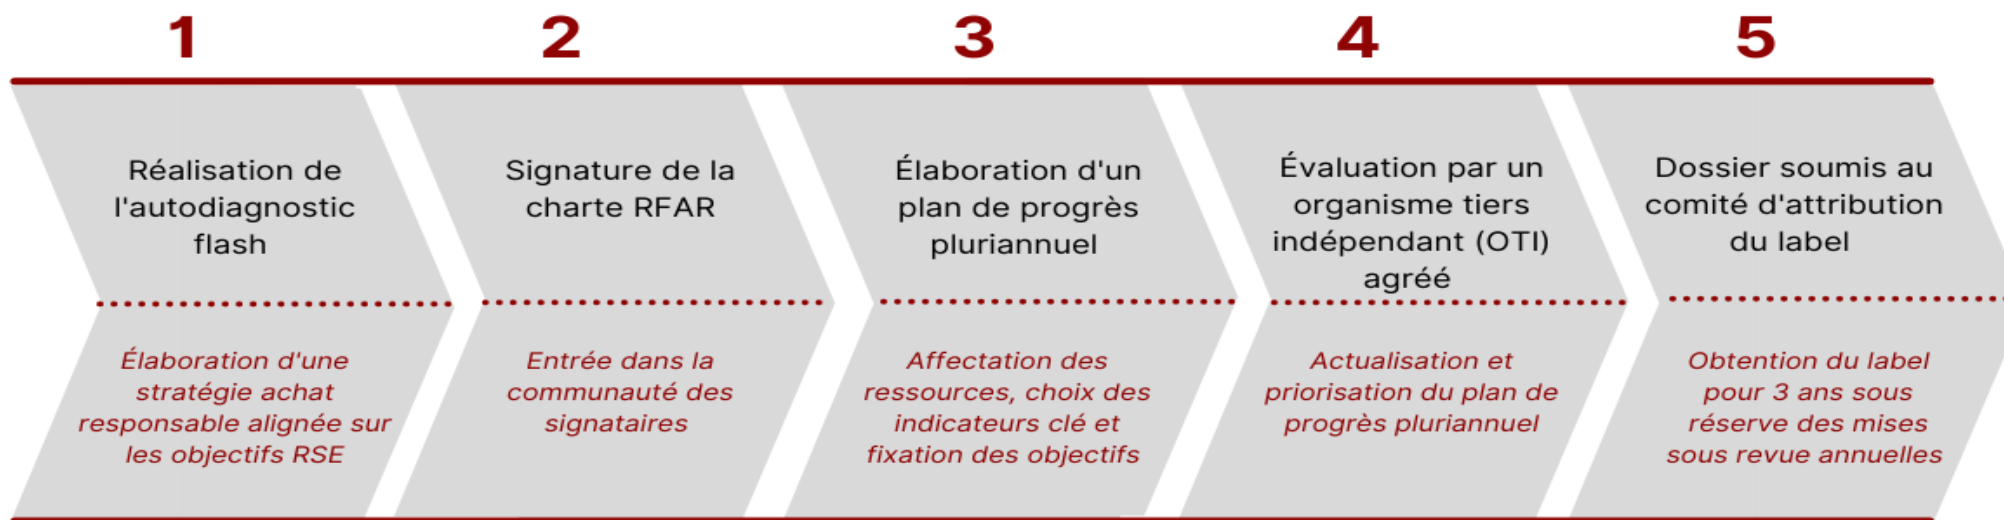 1
2
3
4
5
Réalisation de
l'autodiagnostic
flash
Élaboration d'une
stratégie achat
responsable alignée sur
les objectifs RSE
Signature de la
charte RFAR
Entrée dans la
communauté des
signataires
Élaboration d'un
plan de progrès
pluriannuel
Affectation des
ressources, choix des
indicateurs clé et
fixation des objectifs
Évaluation par un
organisme tiers
indépendant (OTI)
agréé
Actualisation et
priorisation du plan de
progrès pluriannuel
Dossier soumis au
comité d'attribution
du label
Obtention du label
pour 3 ans sous
réserve des mises
sous revue annuelles